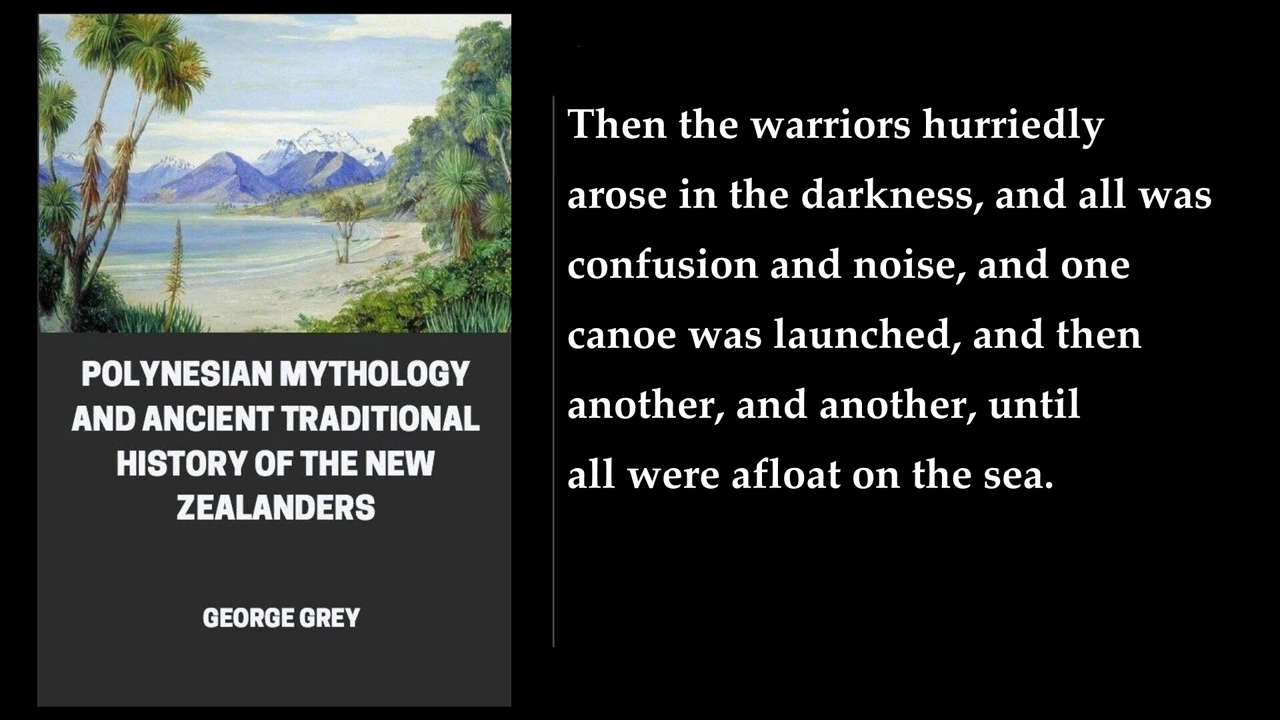 POLYNESIAN MYTHOLOGY
AND ANCIENT TRADITIONAL
HISTORY OF THE NEW
ZEALANDERS
GEORGE GREY
Then the warriors hurriedly
arose in the darkness, and all was
confusion and noise, and one
canoe was launched, and then
another, and another, until
all were afloat on the sea.